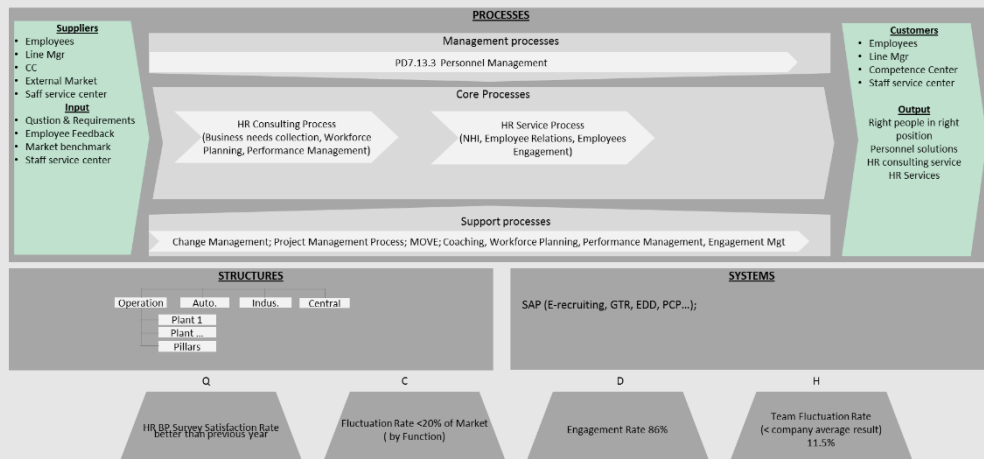 PROCESSES
Suppliers
• Employees
• Line Mgr
• CC
• External Market
• Saff service center
Input
• Qustion & Requirements
• Employee Feedback
• Market benchmark
• Staff service center
Management processes
PD7.13.3 Personnel Management
Core Processes
HR Consulting Process
(Business needs collection, Workforce
Planning, Performance Management)
HR Service Process
(NHI, Employee Relations, Employees
Engagement)
Support processes
Change Management; Project Management Process; MOVE; Coaching, Workforce Planning, Performance Management, Engagement Mgt
Customers
• Employees
• Line Mgr
• Competence Center
• Staff service center
Output
Right people in right
position
Personnel solutions
HR consulting service
HR Services
STRUCTURES
Operation
Auto.
Indus.
Central
Plant 1
Plant ...
Pillars
SYSTEMS
SAP (E-recruiting, GTR, EDD, PCP...);
Q
HR BP Survey Satisfaction Rate
better than previous year
C
Fluctuation Rate <20% of Market
( by Function)
D
Engagement Rate 86%
H
Team Fluctuation Rate
(< company average result)
11.5%